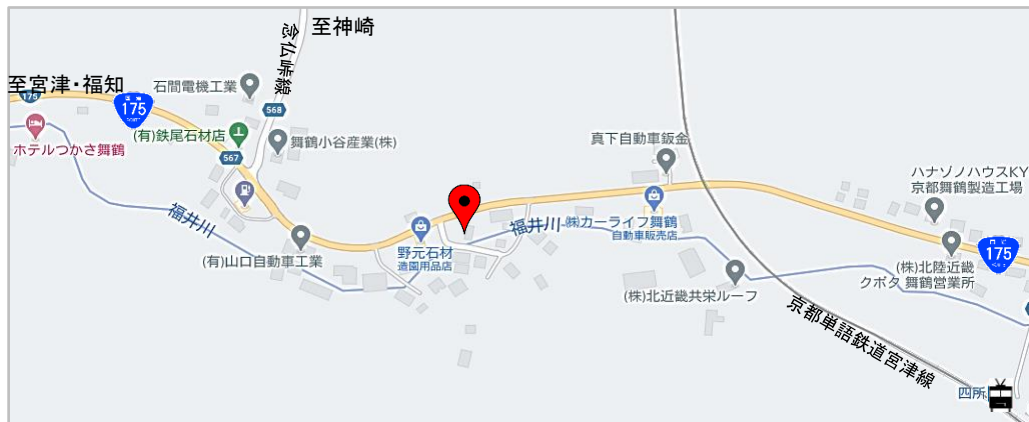 至神崎
念仏峠線
至宮津・福知
175
国道
175
石間電機工業
568
(有)鉄尾石材店
舞鶴小谷産業(株)
567
ホテルつかさ舞鶴
真下自動車鈑金
ハナゾノハウスKY
京都舞鶴製造工場
福井川
福井川
㈱カーライフ舞鶴
自動車販売店
野元石材
造園用品店
(有)山口自動車工業
175
(株)北陸近畿
クボタ 舞鶴営業所
(株)北近畿共栄ルーフ
京都単語鉄道宮津線
四所